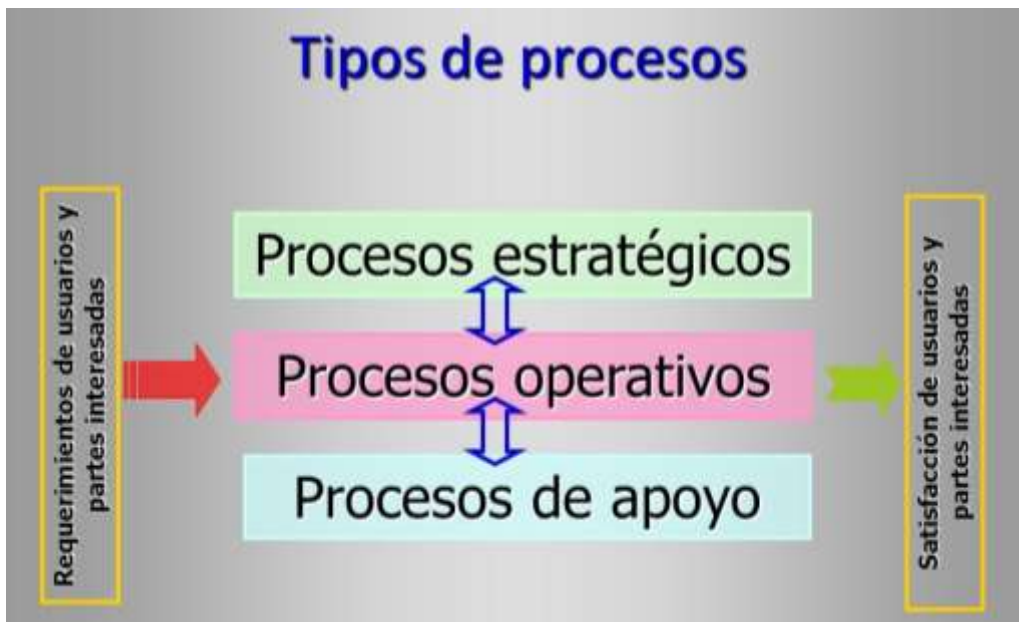 Tipos de procesos
Requerimientos de usuarios y
partes interesadas
Procesos estratégicos
Procesos operativos
Procesos de apoyo
Satisfacción de usuarios y
partes interesadas